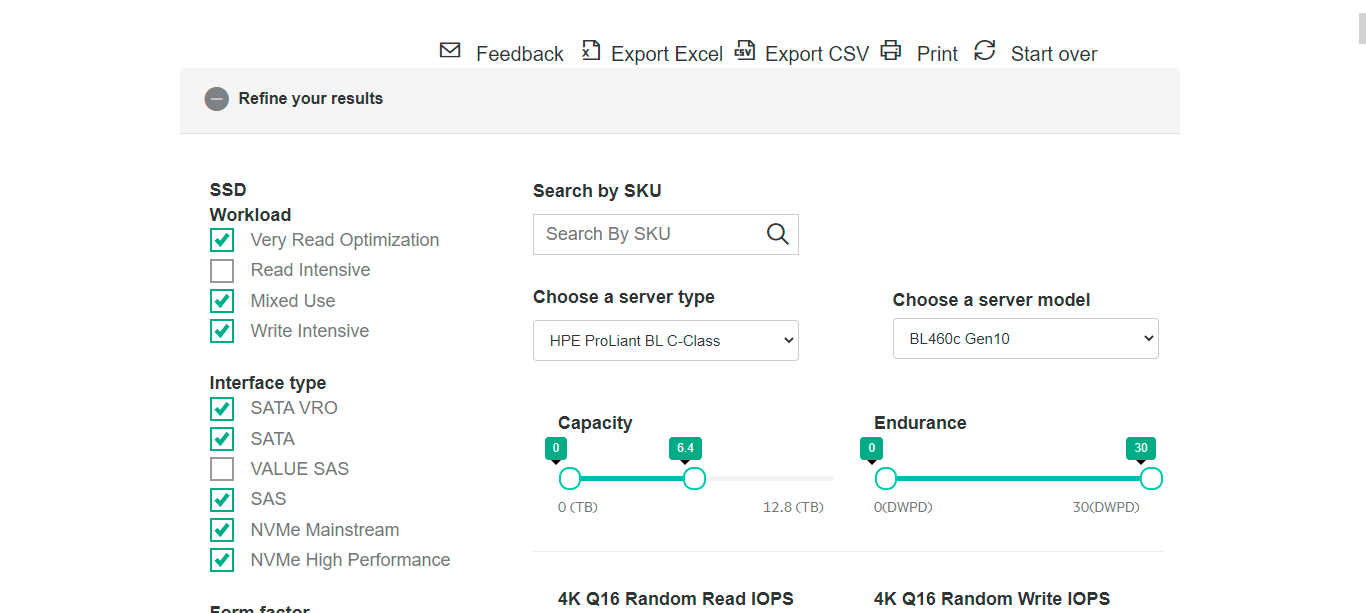 Feedback Export Excel Export CSV Print Start over
Refine your results
SSD
Workload
Very Read Optimization
Read Intensive
Mixed Use
Write Intensive
Interface type
SATA VRO
SATA
VALUE SAS
SAS
NVMe Mainstream
NVMe High Performance
Form factor
Search by SKU
Search By SKU
Choose a server type
HPE ProLiant BL C-Class
Choose a server model
BL460c Gen10
Capacity
0 6.4
0 (TB) 12.8 (TB)
Endurance
0 30
0(DWPD) 30(DWPD)
4K Q16 Random Read IOPS
4K Q16 Random Write IOPS